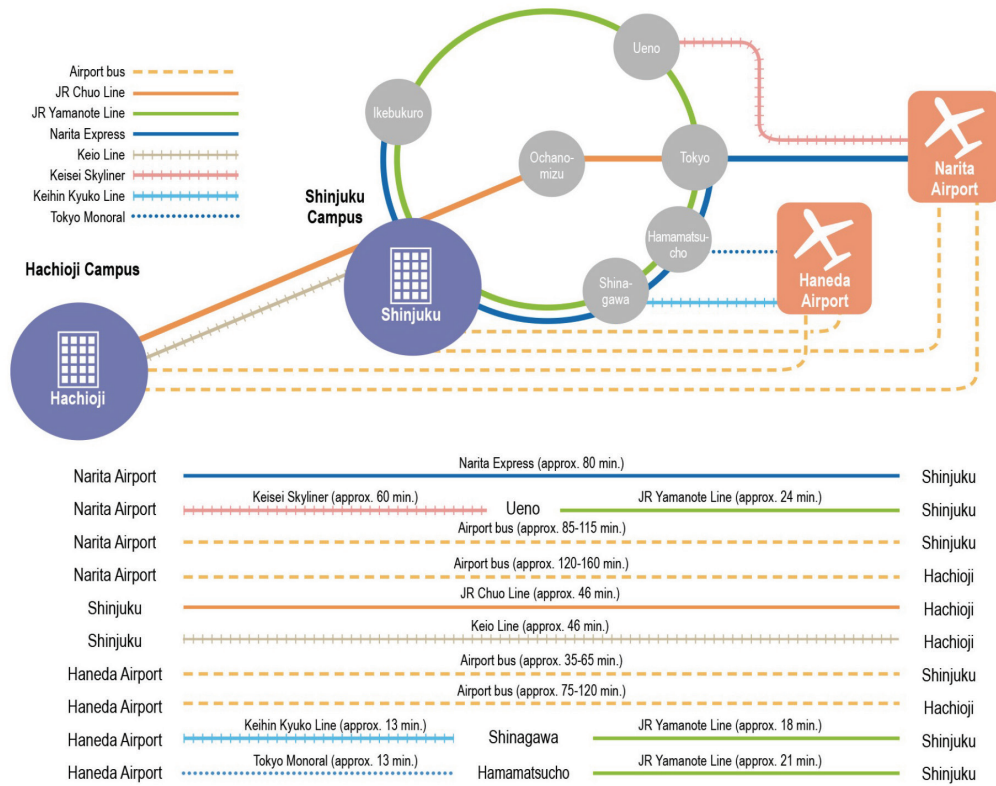 Airport bus
JR Chuo Line
JR Yamanote Line
Narita Express
Keio Line
Keisei Skyliner
Keihin Kyuko Line
Tokyo Monoral
Ueno
Ikebukuro
Ochano-
mizu
Tokyo
Narita
Airport
Shinjuku
Campus
Hamamatsu-
cho
Haneda
Airport
Shina-
gawa
Shinjuku
Hachioji Campus
Hachioji
Narita Airport Narita Express (approx. 80 min.) Shinjuku
Narita Airport Keisei Skyliner (approx. 60 min.) Ueno JR Yamanote Line (approx. 24 min.) Shinjuku
Narita Airport Airport bus (approx. 85-115 min.) Shinjuku
Narita Airport Airport bus (approx. 120-160 min.) Hachioji
Shinjuku JR Chuo Line (approx. 46 min.) Hachioji
Shinjuku Keio Line (approx. 46 min.) Hachioji
Haneda Airport Airport bus (approx. 35-65 min.) Shinjuku
Haneda Airport Airport bus (approx. 75-120 min.) Hachioji
Haneda Airport Keihin Kyuko Line (approx. 13 min.) Shinagawa JR Yamanote Line (approx. 18 min.) Shinjuku
Haneda Airport Tokyo Monoral (approx. 13 min.) Hamamatsucho JR Yamanote Line (approx. 21 min.) Shinjuku